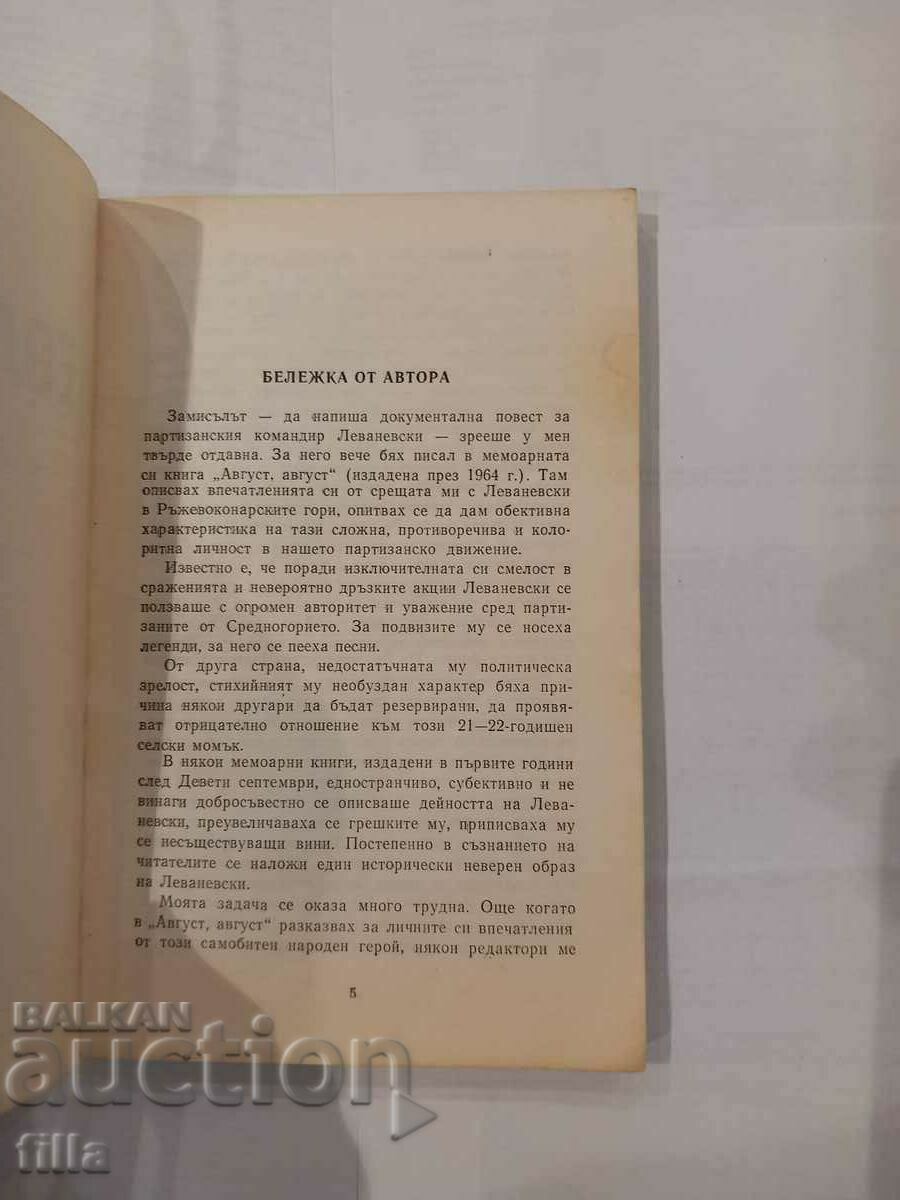 БЕЛЕЖКА ОТ АВТОРА
Замисълът — да напиша документална повест за
партизанския командир Леваневски — зрееше у мен
твърде отдавна. За него вече бях писал в мемоарната
си книга „Август, август“ (издадена през 1964 г.). Там
описвах впечатленията си от срещата ми с Леваневски
в Ръжевоконарските гори, опитвах се да дам обективна
характеристика на тази сложна, противоречива и коло-
ритна личност в нашето партизанско движение.
Известно е, че поради изключителната си смелост в
сраженията и невероятно дръзките акции Леваневски се
ползваше с огромен авторитет и уважение сред парти-
заните от Средногорието. За подвизите му се носеха
легенди, за него се пееха песни.
От друга страна, недостатъчната му политическа
зрелост, стихийният му необуздан характер бяха при-
чина някои другари да бъдат резервирани, да проявя-
ват отрицателно отношение към този 21—22-годишен
селски момък.
В някои мемоарни книги, издадени в първите години
след Девети септември, едностранчиво, субективно и не
винаги добросъвестно се описваше дейността на Лева-
невски, преувеличаваха се грешките му, приписваха му
се несъществуващи вини. Постепенно в съзнанието на
читателите се наложи един исторически неверен образ
на Леваневски.
Моята задача се оказа много трудна. Още когато
в „Август, август“ разказвах за личните си впечатления
от този самобитен народен герой, някои редактори ме
5
BALKAN
auction
filla